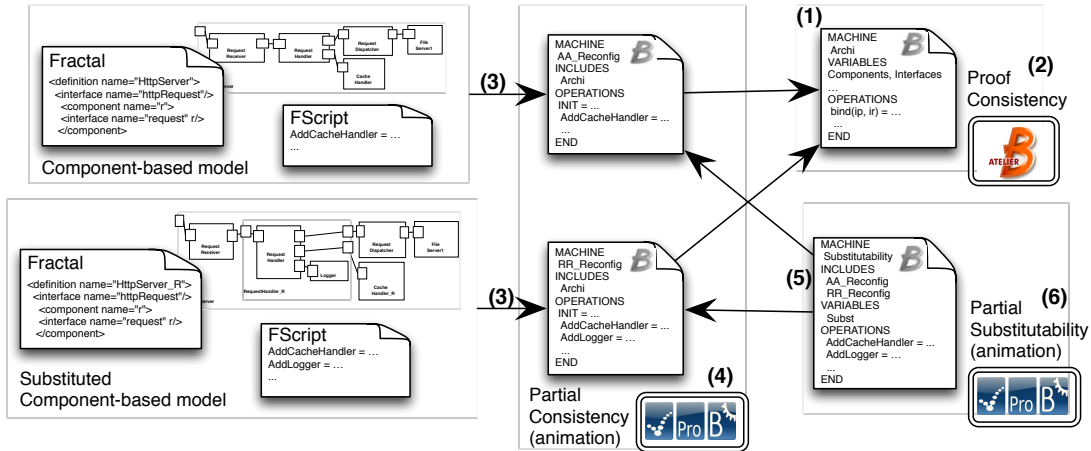 Fractal
<definition name="HttpServer">
<interface name="httpRequest"/>
<component name="r">
<interface name="request" r/>
</component>
Component-based model
Request
Receiver
Request
Handler
Request
Dispatcher
File
Server1
Cache
Handler
FScript
AddCacheHandler = …
...
(3)
MACHINE
AA_Reconfig
INCLUDES
Archi
OPERATIONS
INIT = ...
AddCacheHandler = ...
...
END
(1)
MACHINE
Archi
VARIABLES
Components, Interfaces
…
OPERATIONS
bind(ip, ir) = …
...
END
(2)
Proof
Consistency
ATELIER B
Fractal
<definition name="HttpServer_R">
<interface name="httpRequest"/>
<component name="r">
<interface name="request" r/>
</component>
Substituted
Component-based model
Request
Receiver
Request
Handler
Logger
RequestHandler_R
Request
Dispatcher
File
Server1
Cache
Handler_R
FScript
AddCacheHandler = …
AddLogger = …
...
(3)
MACHINE
RR_Reconfig
INCLUDES
Archi
OPERATIONS
INIT = ...
AddCacheHandler = ...
AddLogger = …
...
END
(4)
Partial
Consistency
(animation)
Pro B
(5)
MACHINE
Substitutability
INCLUDES
AA_Reconfig
RR_Reconfig
VARIABLES
Subst
OPERATIONS
AddCacheHandler = ...
AddLogger = …
...
END
(6)
Partial
Substitutability
(animation)
Pro B